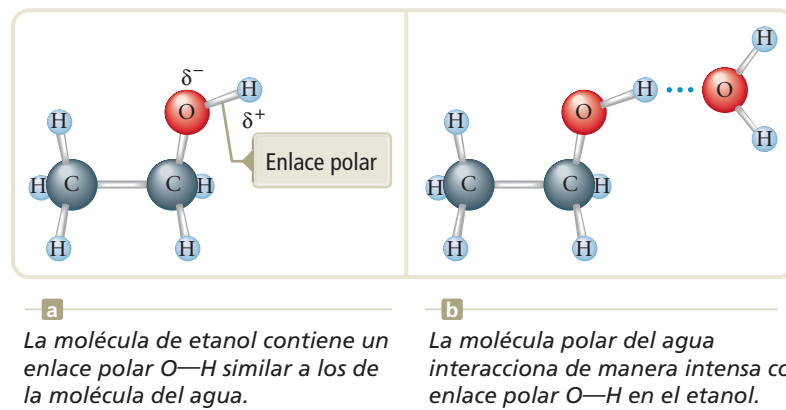 δ− H
O
δ+
H
Enlace polar
H C C H
H H
H
H O
O
H
H
H C C H
H H
a
La molécula de etanol contiene un
enlace polar O—H similar a los de
la molécula del agua.
b
La molécula polar del agua
interacciona de manera intensa co
enlace polar O—H en el etanol.